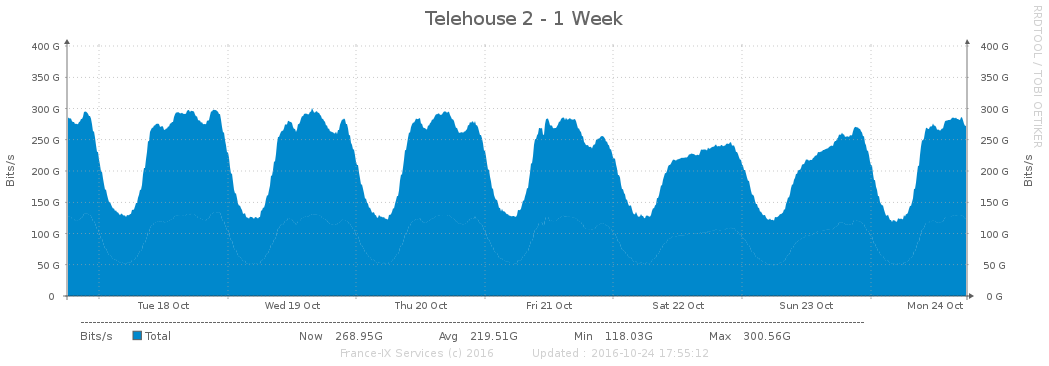 Telehouse 2 - 1 Week
RRDTOOL / TOBI OETIKER
Bits/s
400 G
350 G
300 G
250 G
200 G
150 G
100 G
50 G
0
400 G
350 G
300 G
250 G
200 G
150 G
100 G
50 G
0 G
Bits/s
Tue 18 Oct Wed 19 Oct Thu 20 Oct Fri 21 Oct Sat 22 Oct Sun 23 Oct Mon 24 Oct
Bits/s Total Now 268.95G Avg 219.51G Min 118.03G Max 300.56G
France-IX Services (c) 2016 Updated : 2016-10-24 17:55:12